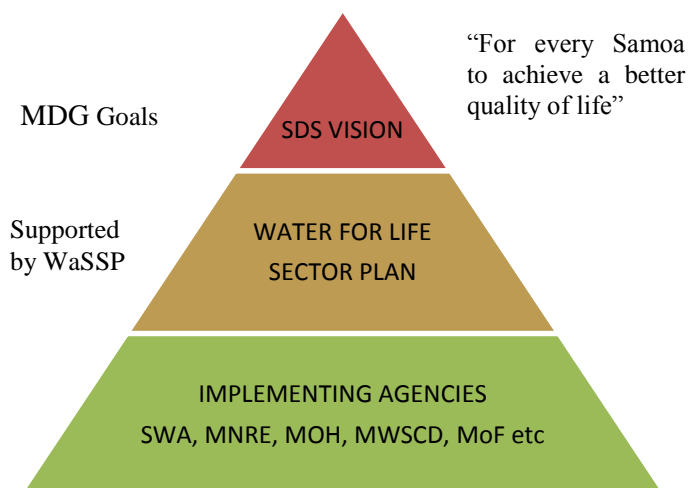 “For every Samoa
to achieve a better
quality of life”
MDG Goals
SDS VISION
Supported
by WaSSP
WATER FOR LIFE
SECTOR PLAN
IMPLEMENTING AGENCIES
SWA, MNRE, MOH, MWSCD, MoF etc